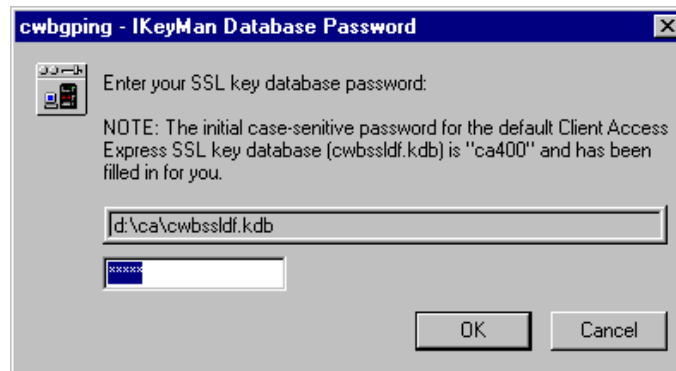 cwbgping - IKeyMan Database Password
Enter your SSL key database password:
NOTE: The initial case-senitive password for the default Client Access
Express SSL key database (cwbssldf.kdb) is "ca400" and has been
filled in for you.
d:\ca\cwbssldf.kdb
*****
OK
Cancel